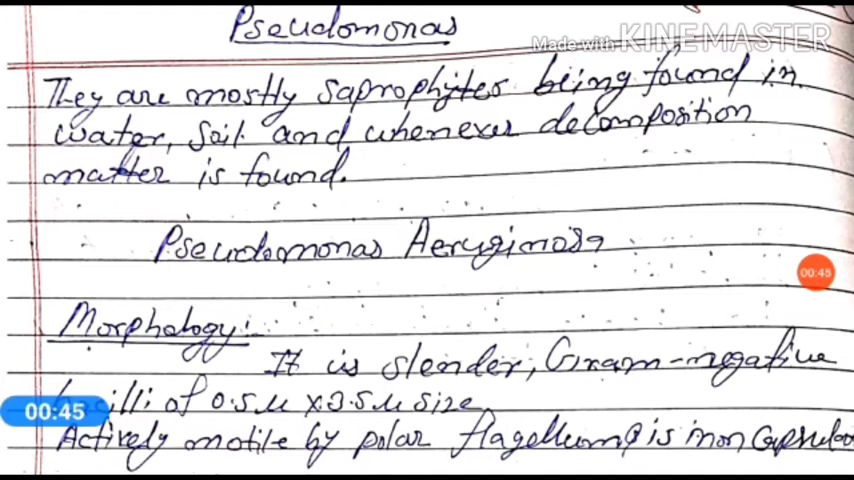 Pseudomonas
Made with KINEMASTER
They are mostly saprophytes being found in
water, soil and whenever decomposition
matter is found.
Pseudomonas Aeruginosa
00:45
Morphology:
It is slender, Gram-negative
bacilli of 0.5 µ x 3.5 µ size
00:45
Actively motile by polar flagellum & is non capsulat